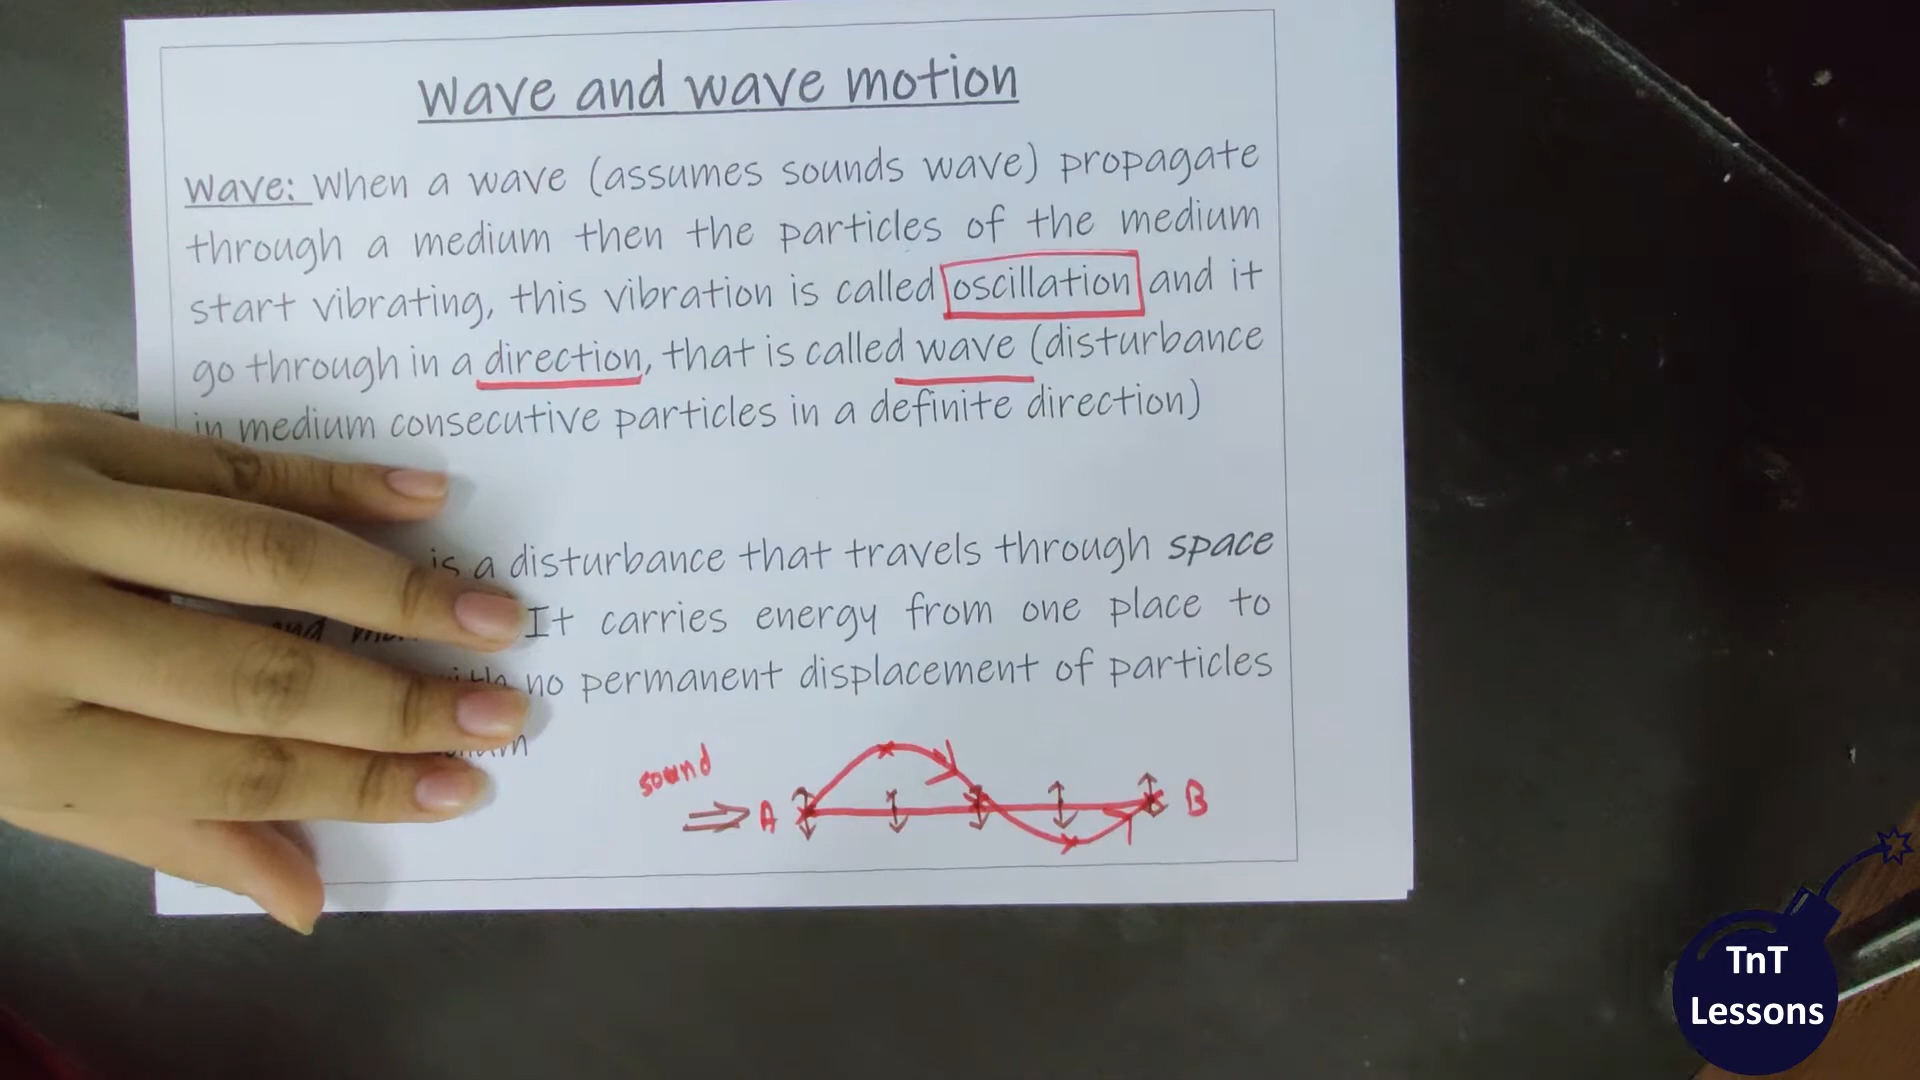 Wave and wave motion
Wave: When a wave (assumes sounds wave) propagate
through a medium then the particles of the medium
start vibrating, this vibration is called oscillation and it
go through in a direction, that is called wave (disturbance
in medium consecutive particles in a definite direction)
is a disturbance that travels through space
and It carries energy from one place to
no permanent displacement of particles
sound
A B
TnT
Lessons